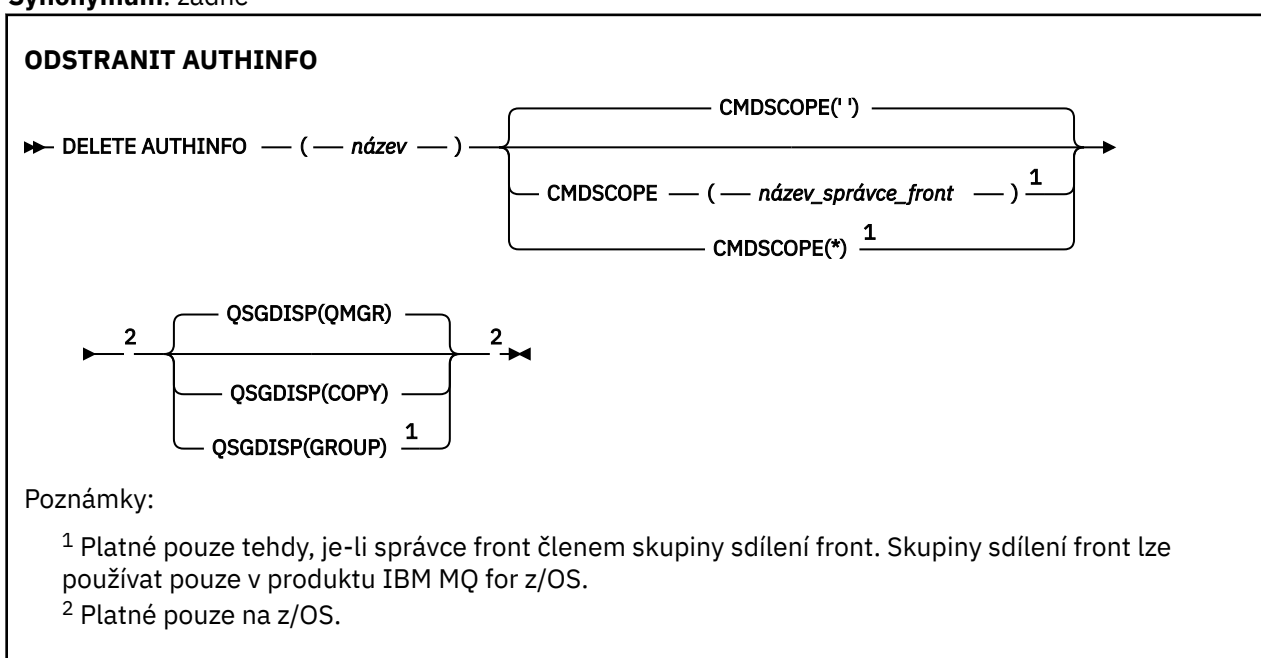 Synonymum: žádné
ODSTRANIT AUTHINFO
CMDSCOPE(' ')
DELETE AUTHINFO ( název )
CMDSCOPE ( název_správce_front ) 1
CMDSCOPE(*) 1
QSGDISP(QMGR)
2 2
QSGDISP(COPY)
QSGDISP(GROUP) 1
Poznámky:
1 Platné pouze tehdy, je-li správce front členem skupiny sdílení front. Skupiny sdílení front lze
používat pouze v produktu IBM MQ for z/OS.
2 Platné pouze na z/OS.